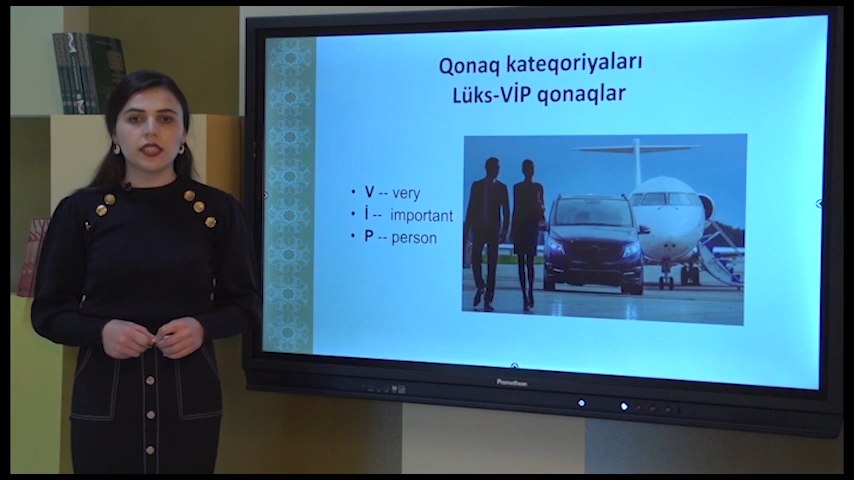 Qonaq kateqoriyaları
Lüks-VİP qonaqlar
• V -- very
• İ -- important
• P -- person
Promethean